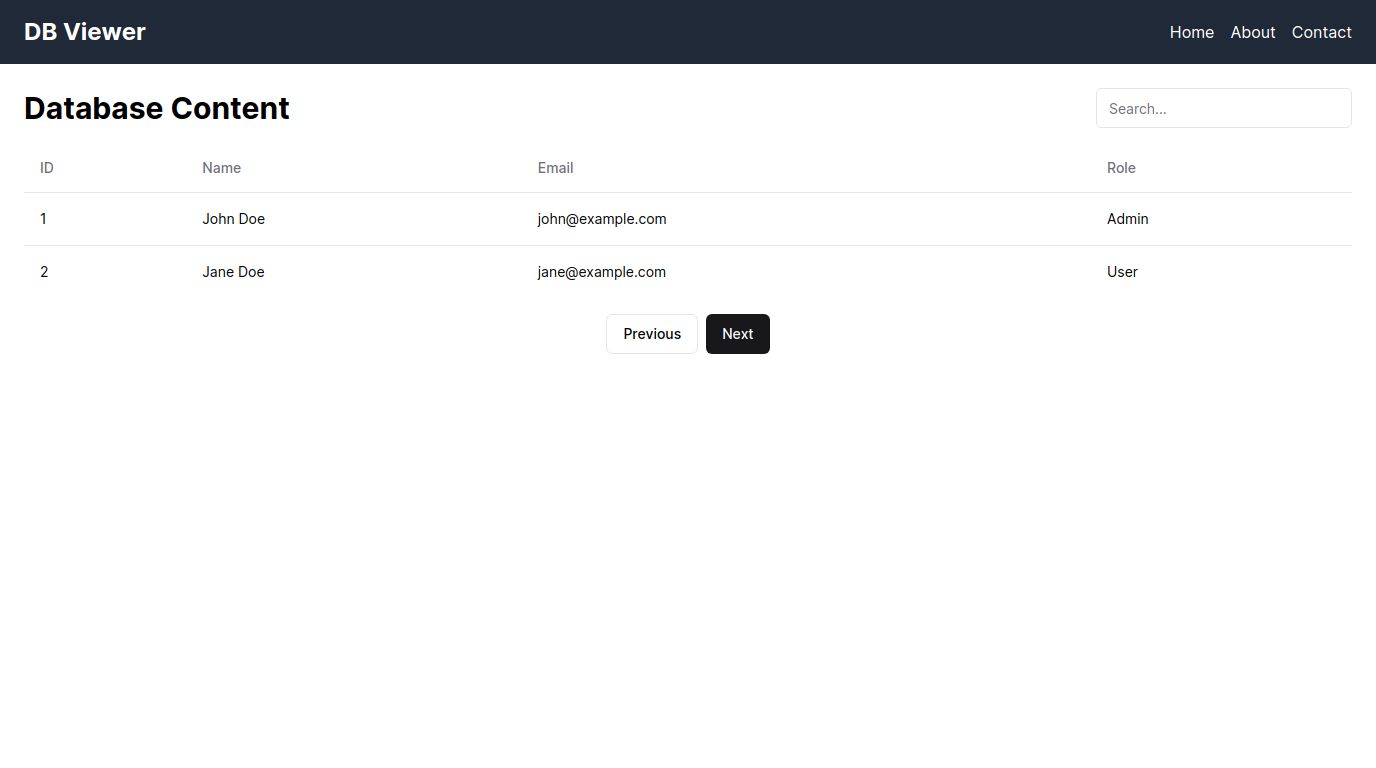 DB Viewer
Home About Contact
Database Content
Search...
ID Name Email Role
1 John Doe john@example.com Admin
2 Jane Doe jane@example.com User
Previous Next